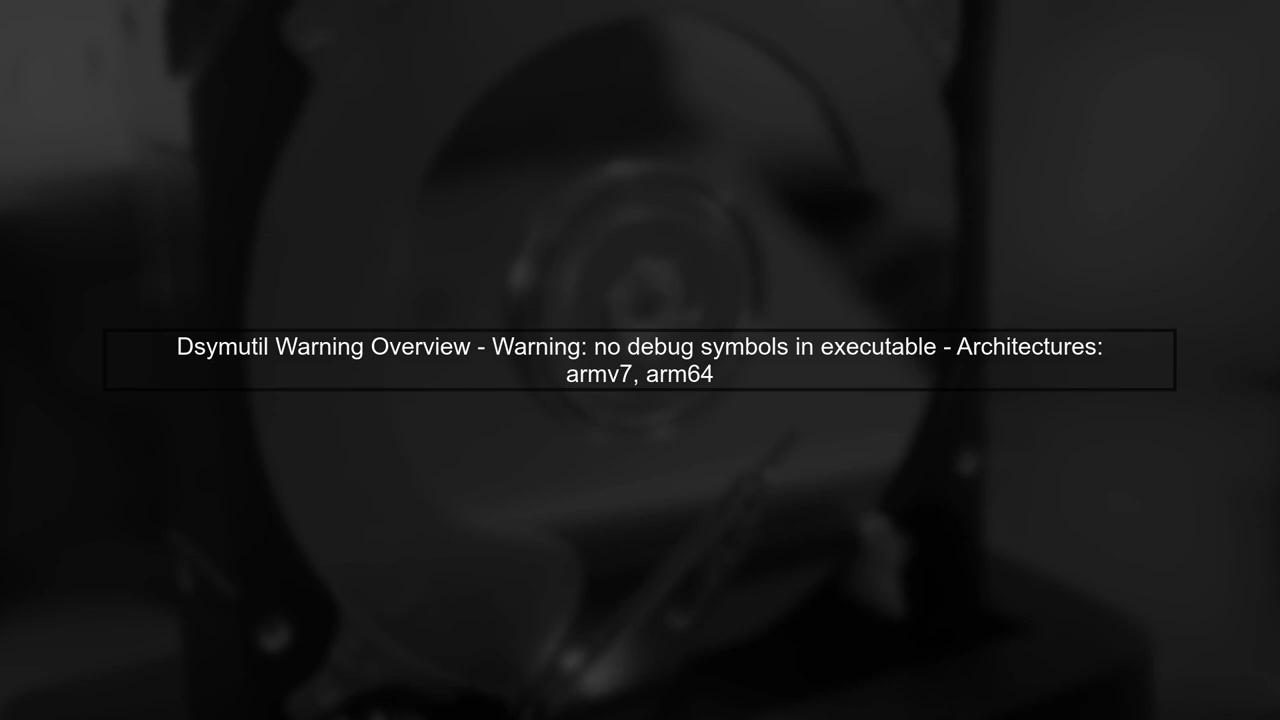 Dsymutil Warning Overview - Warning: no debug symbols in executable - Architectures:
armv7, arm64